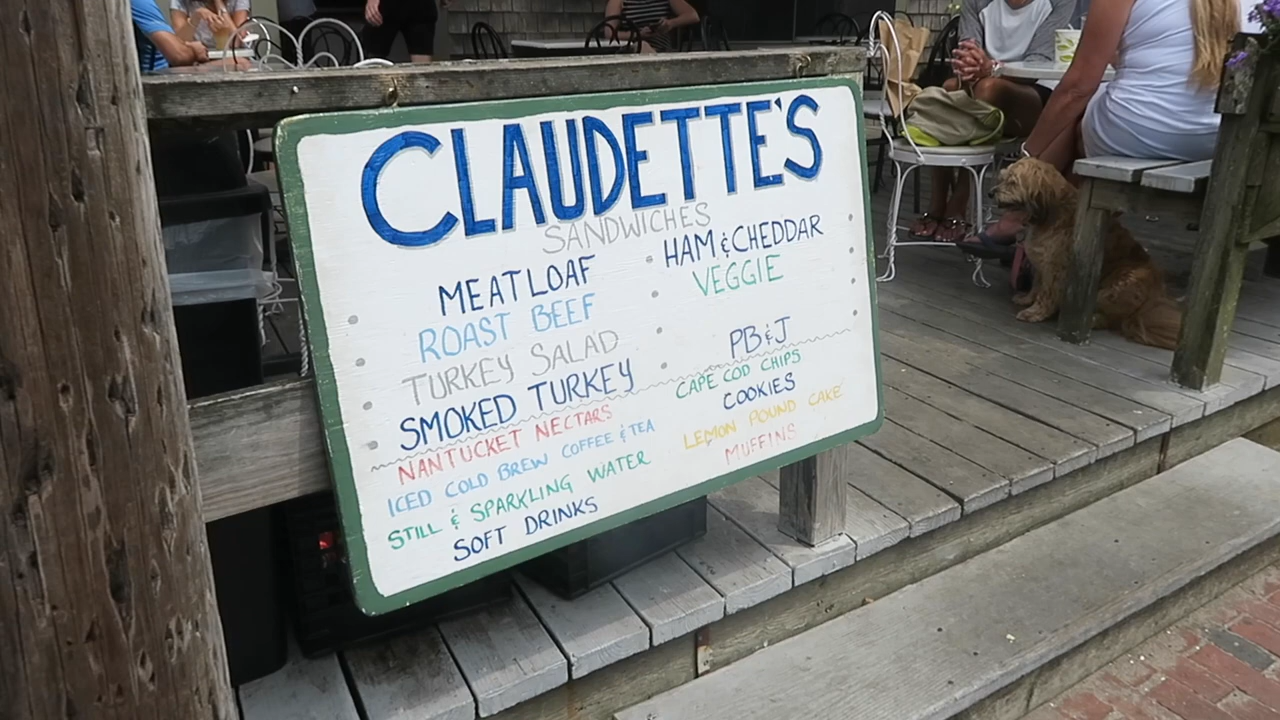 CLAUDETTE'S
SANDWICHES
MEATLOAF
ROAST BEEF
TURKEY SALAD
SMOKED TURKEY
HAM & CHEDDAR
VEGGIE
PB & J
NANTUCKET NECTARS
ICED COLD BREW COFFEE & TEA
STILL & SPARKLING WATER
SOFT DRINKS
CAPE COD CHIPS
COOKIES
LEMON POUND CAKE
MUFFINS